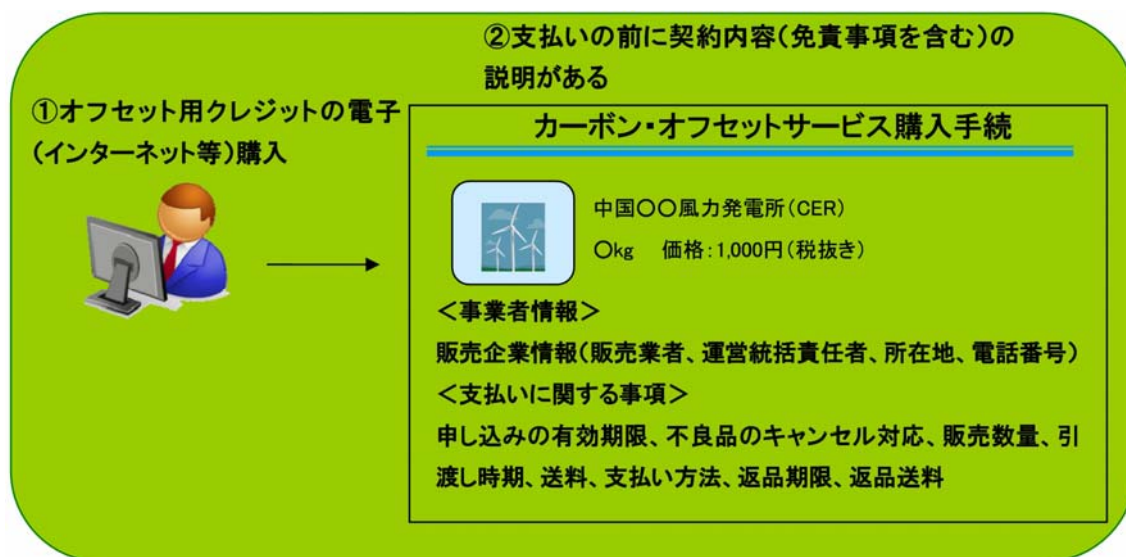 ①オフセット用クレジットの電子
(インターネット等)購入
②支払いの前に契約内容(免責事項を含む)の
説明がある
カーボン・オフセットサービス購入手続
中国〇〇風力発電所(CER)
〇kg 価格:1,000円(税抜き)
<事業者情報>
販売企業情報(販売業者、運営統括責任者、所在地、電話番号)
<支払いに関する事項>
申し込みの有効期限、不良品のキャンセル対応、販売数量、引
渡し時期、送料、支払い方法、返品期限、返品送料